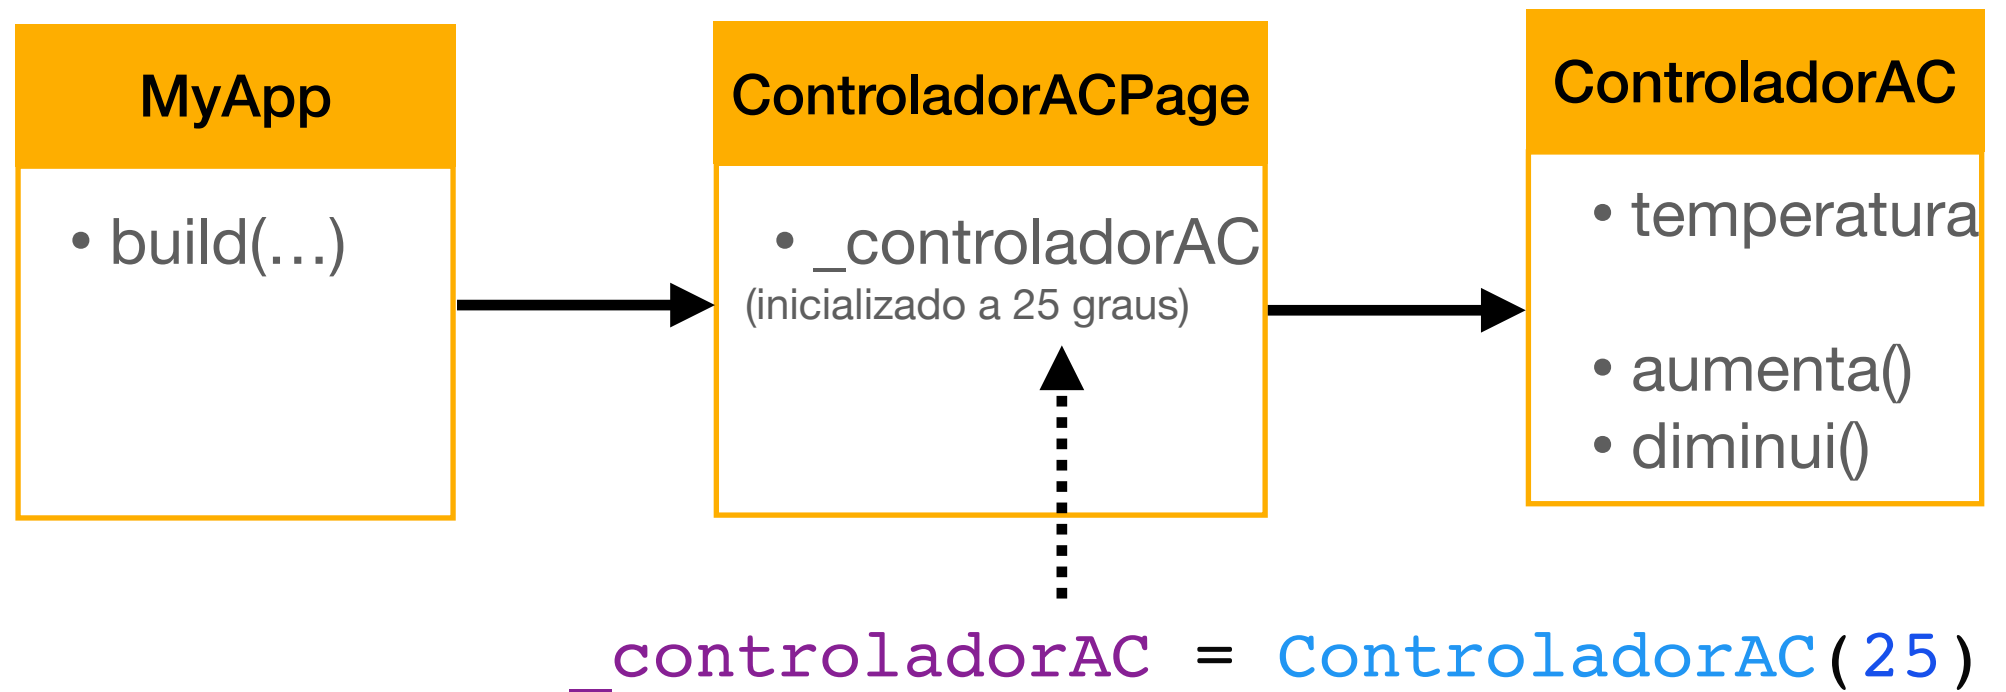 MyApp
• build(…)
ControladorACPage
• _controladorAC
(inicializado a 25 graus)
ControladorAC
• temperatura
• aumenta()
• diminui()
_controladorAC = ControladorAC(25)